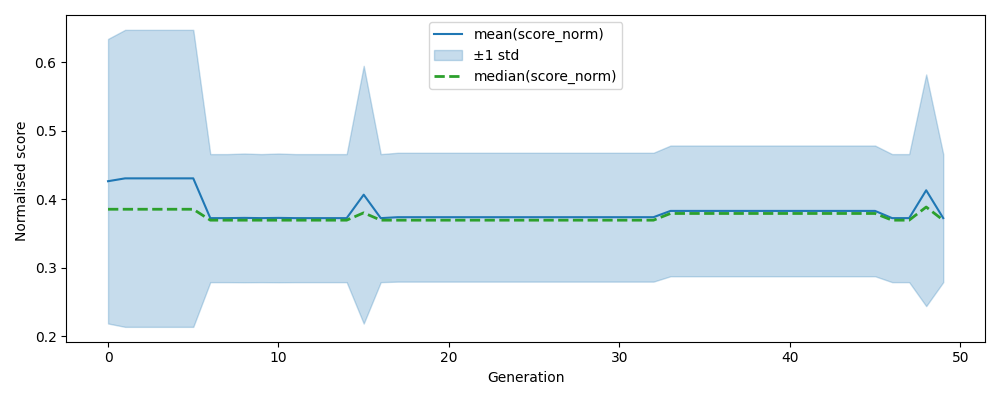 mean(score_norm)
±1 std
median(score_norm)
Normalised score
0.6
0.5
0.4
0.3
0.2
0 10 20 30 40 50
Generation